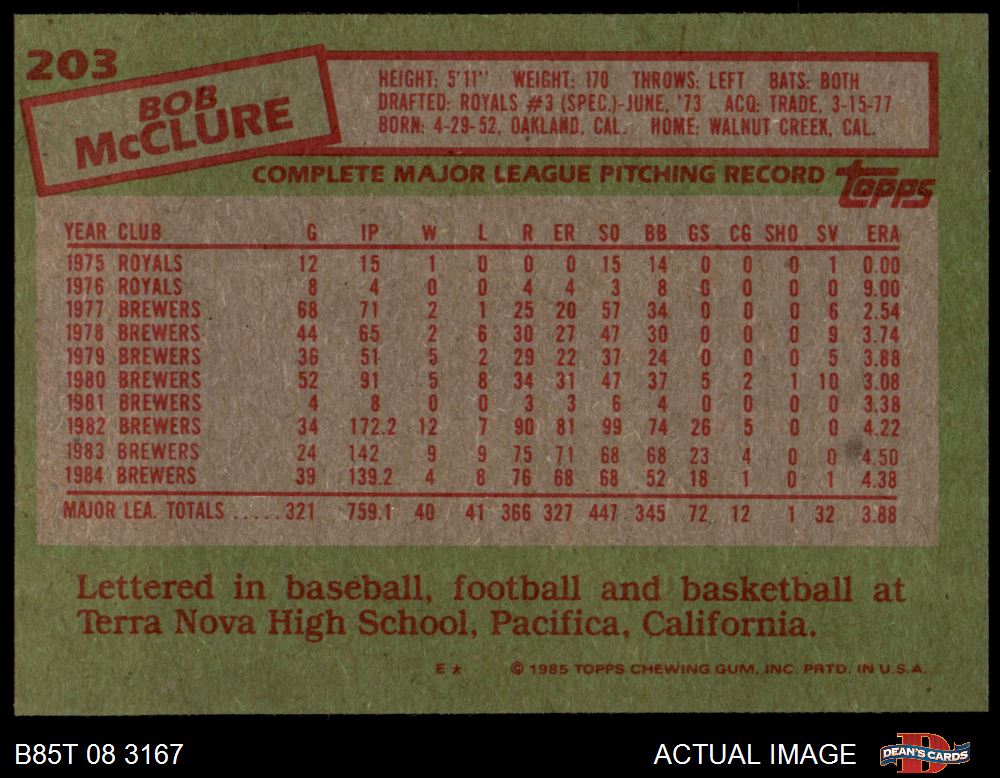 203
BOB
McCLURE
HEIGHT: 5'11" WEIGHT: 170 THROWS: LEFT BATS: BOTH
DRAFTED: ROYALS #3 (SPEC.)-JUNE, '73 ACQ: TRADE, 3-15-77
BORN: 4-29-52, OAKLAND, CAL. HOME: WALNUT CREEK, CAL.
COMPLETE MAJOR LEAGUE PITCHING RECORD topps
YEAR CLUB G IP W L R ER SO BB GS CG SHO SV ERA
1975 ROYALS 12 15 1 0 0 0 15 14 0 0 0 1 0.00
1976 ROYALS 8 4 0 0 4 4 3 8 0 0 0 0 9.00
1977 BREWERS 68 71 2 1 25 20 57 34 0 0 0 6 2.54
1978 BREWERS 44 65 2 6 30 27 47 30 0 0 0 9 3.74
1979 BREWERS 36 51 5 2 29 22 37 24 0 0 0 5 3.88
1980 BREWERS 52 91 5 8 34 31 47 37 5 2 1 10 3.08
1981 BREWERS 4 8 0 0 3 3 6 4 0 0 0 0 3.38
1982 BREWERS 34 172.2 12 7 90 81 99 74 26 5 0 0 4.22
1983 BREWERS 24 142 9 9 75 71 68 68 23 4 0 0 4.50
1984 BREWERS 39 139.2 4 8 76 68 68 52 18 1 0 1 4.38
MAJOR LEA. TOTALS .....321 759.1 40 41 366 327 447 345 72 12 1 32 3.88
Lettered in baseball, football and basketball at
Terra Nova High School, Pacifica, California.
E * © 1985 TOPPS CHEWING GUM, INC. PRTD. IN U.S.A.
B85T 08 3167 ACTUAL IMAGE DEAN'S CARDS